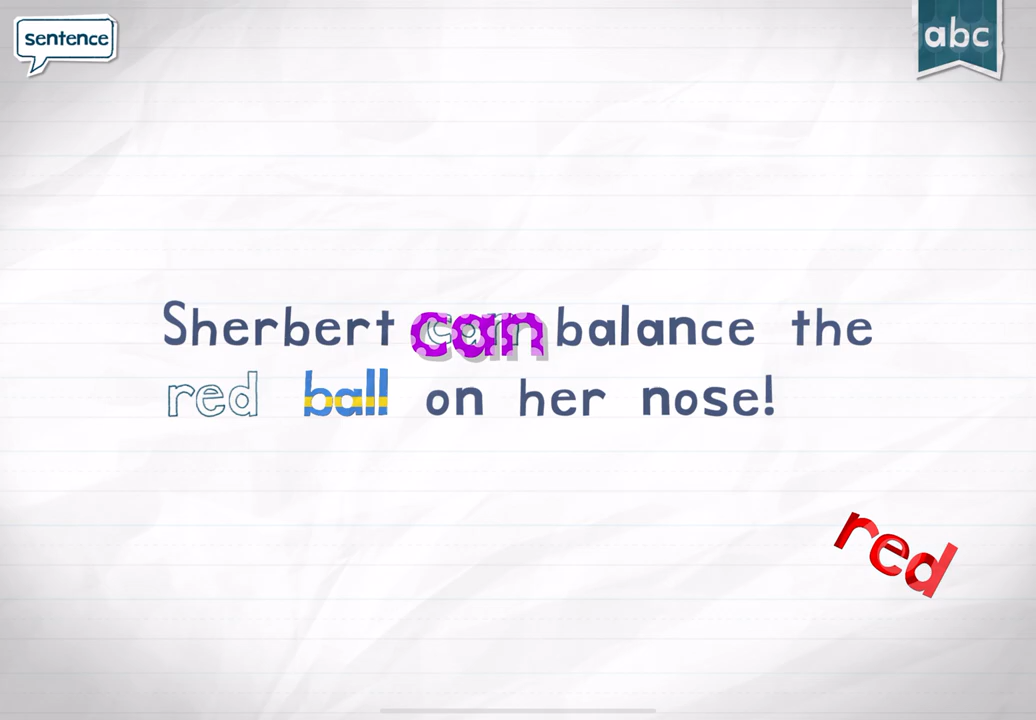 sentence
abc
Sherbert can balance the
red ball on her nose!
red